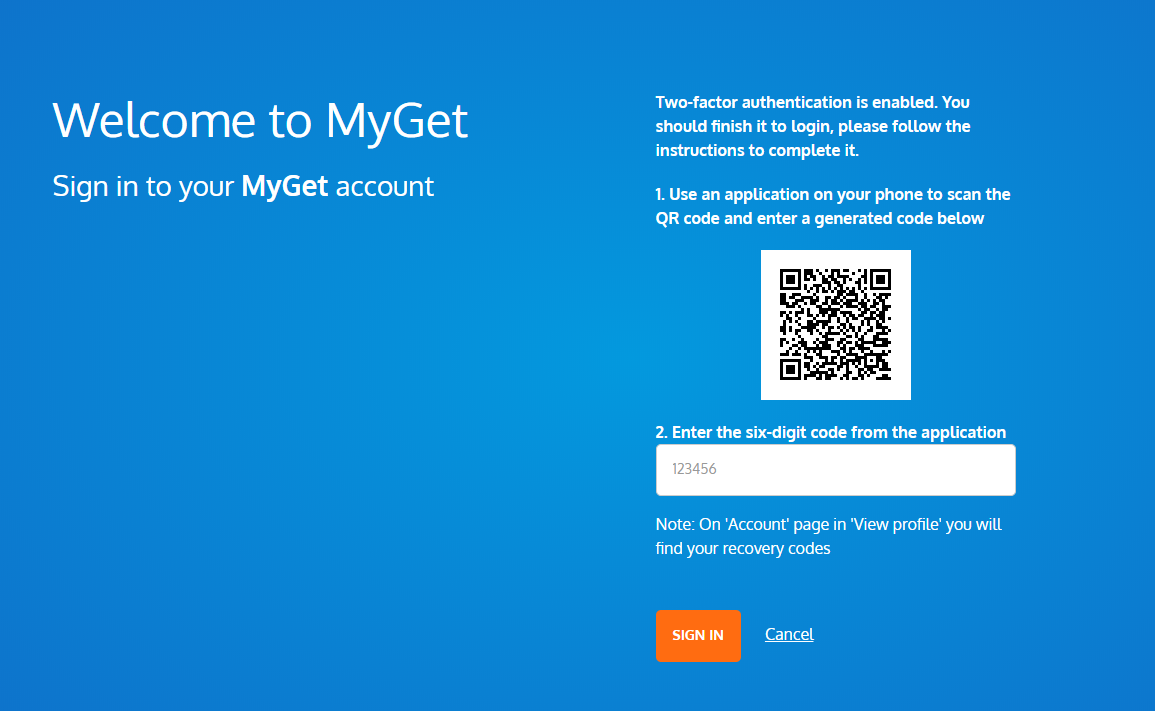 Welcome to MyGet
Sign in to your MyGet account
Two-factor authentication is enabled. You
should finish it to login, please follow the
instructions to complete it.
1. Use an application on your phone to scan the
QR code and enter a generated code below
2. Enter the six-digit code from the application
123456
Note: On 'Account' page in 'View profile' you will
find your recovery codes
SIGN IN
Cancel